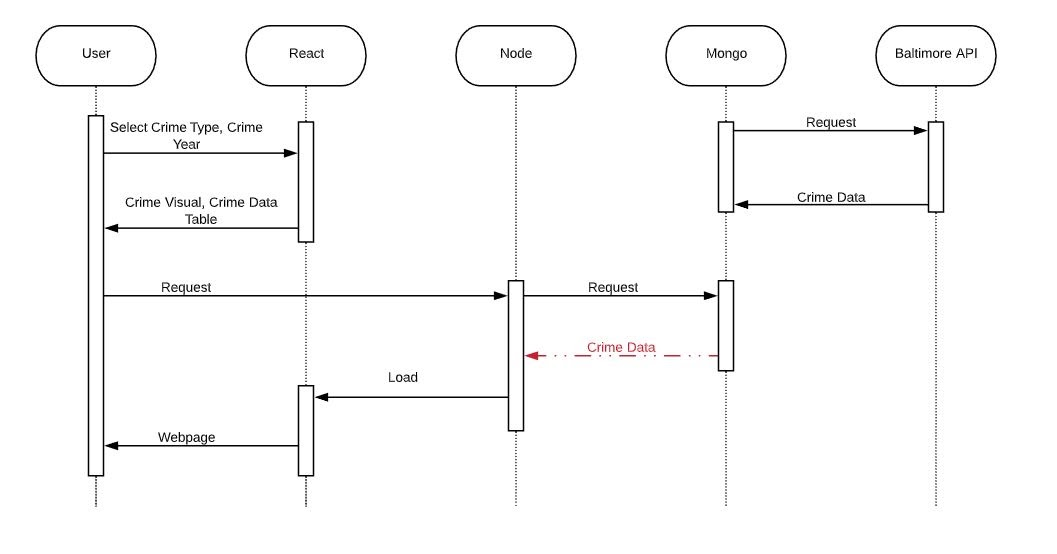 User
React
Node
Mongo
Baltimore API
Select Crime Type, Crime
Year
Request
Crime Visual, Crime Data
Table
Crime Data
Request
Request
Crime Data
Load
Webpage